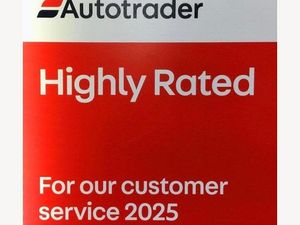 Autotrader
Highly Rated
For our customer
service 2025